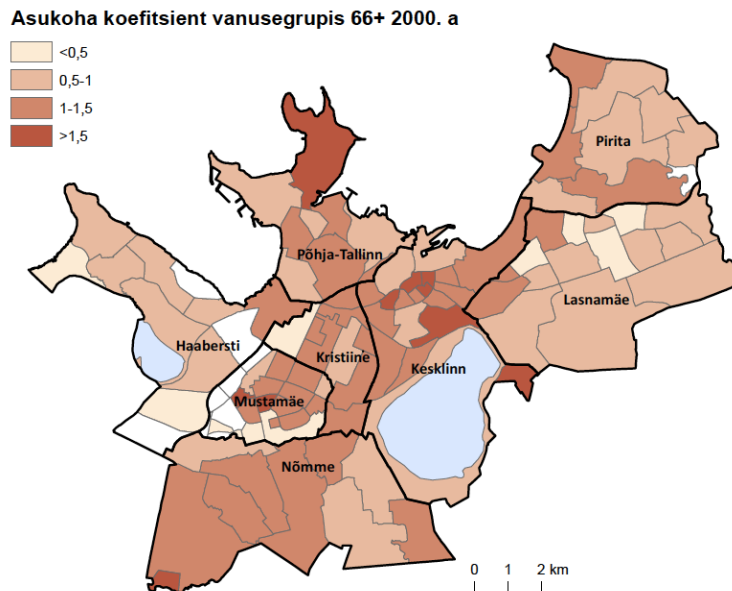 Asukoha koefitsient vanusegrupis 66+ 2000. a
<0,5
0,5-1
1-1,5
>1,5
Pirita
Põhja-Tallinn
Lasnamäe
Haabersti
Kristiine
Kesklinn
Mustamäe
Nõmme
0 1 2 km